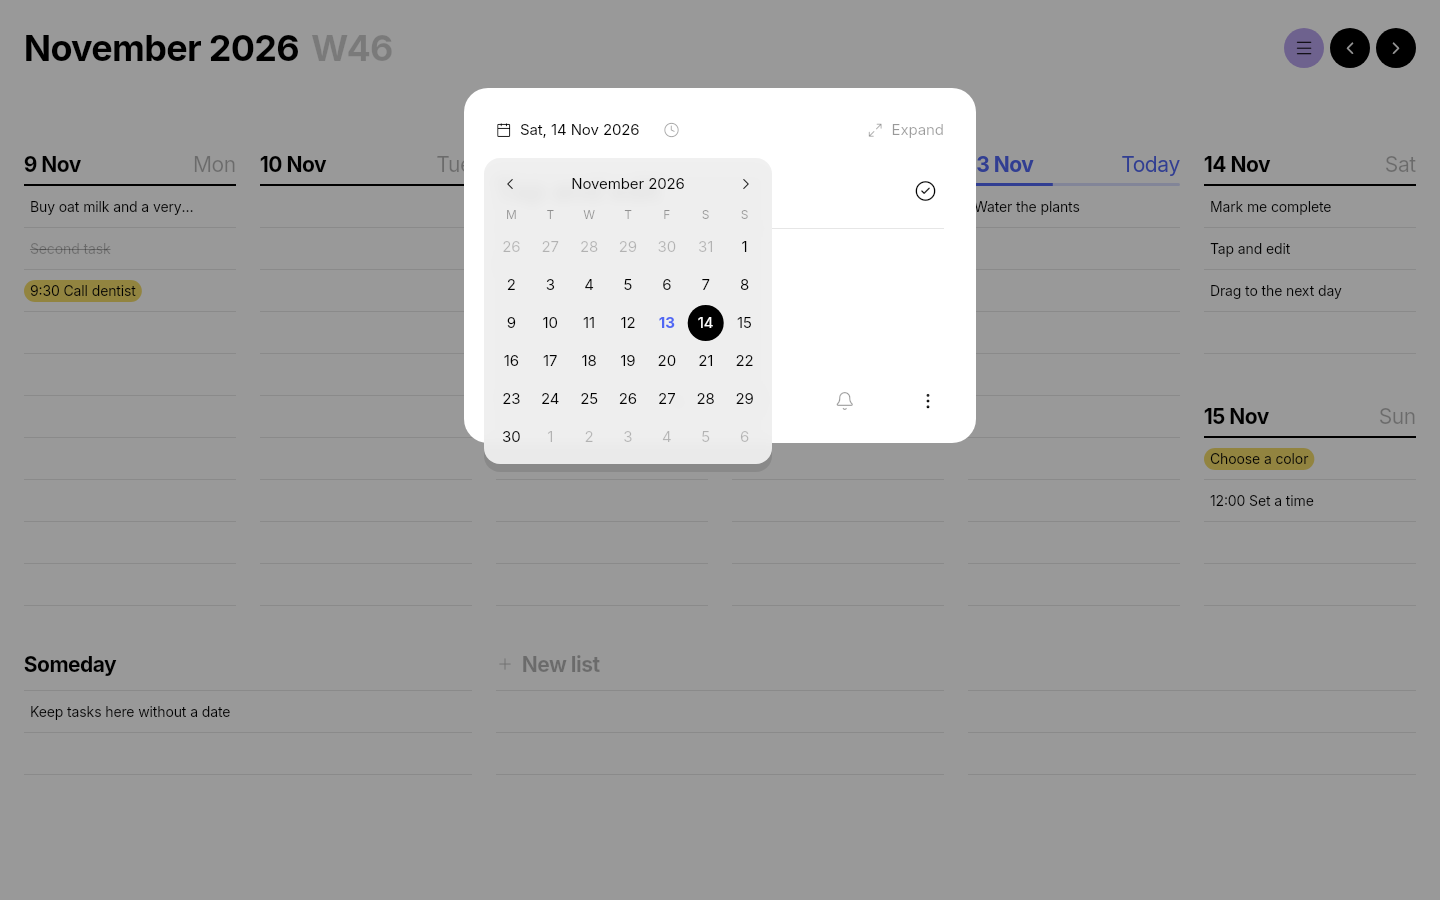 November 2026 W46
Sat, 14 Nov 2026 Expand
9 Nov Mon
10 Nov Tue
3 Nov Today
14 Nov Sat
November 2026
M T W T F S S
26 27 28 29 30 31 1
2 3 4 5 6 7 8
9 10 11 12 13 14 15
16 17 18 19 20 21 22
23 24 25 26 27 28 29
30 1 2 3 4 5 6
Buy oat milk and a very...
Second task
9:30 Call dentist
Water the plants
Mark me complete
Tap and edit
Drag to the next day
15 Nov Sun
Choose a color
12:00 Set a time
Someday
New list
Keep tasks here without a date